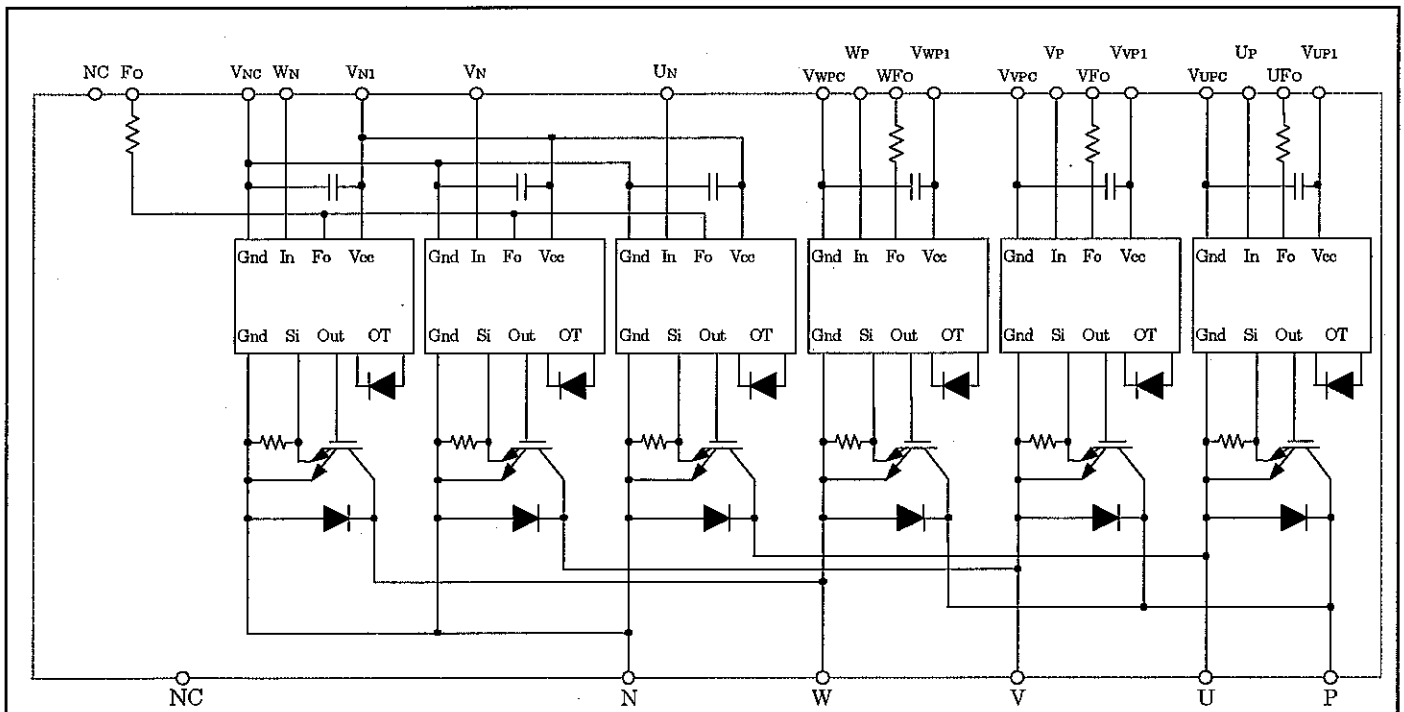 WP VWP1 VP VVP1 UP VUP1
NC FO VNC WN VN1 VN UN VWPC WFO VVPC VFO VUPC UFO
Gnd In Fo Vcc Gnd In Fo Vcc Gnd In Fo Vcc Gnd In Fo Vcc Gnd In Fo Vcc Gnd In Fo Vcc
Gnd Si Out OT Gnd Si Out OT Gnd Si Out OT Gnd Si Out OT Gnd Si Out OT Gnd Si Out OT
NC N W V U P